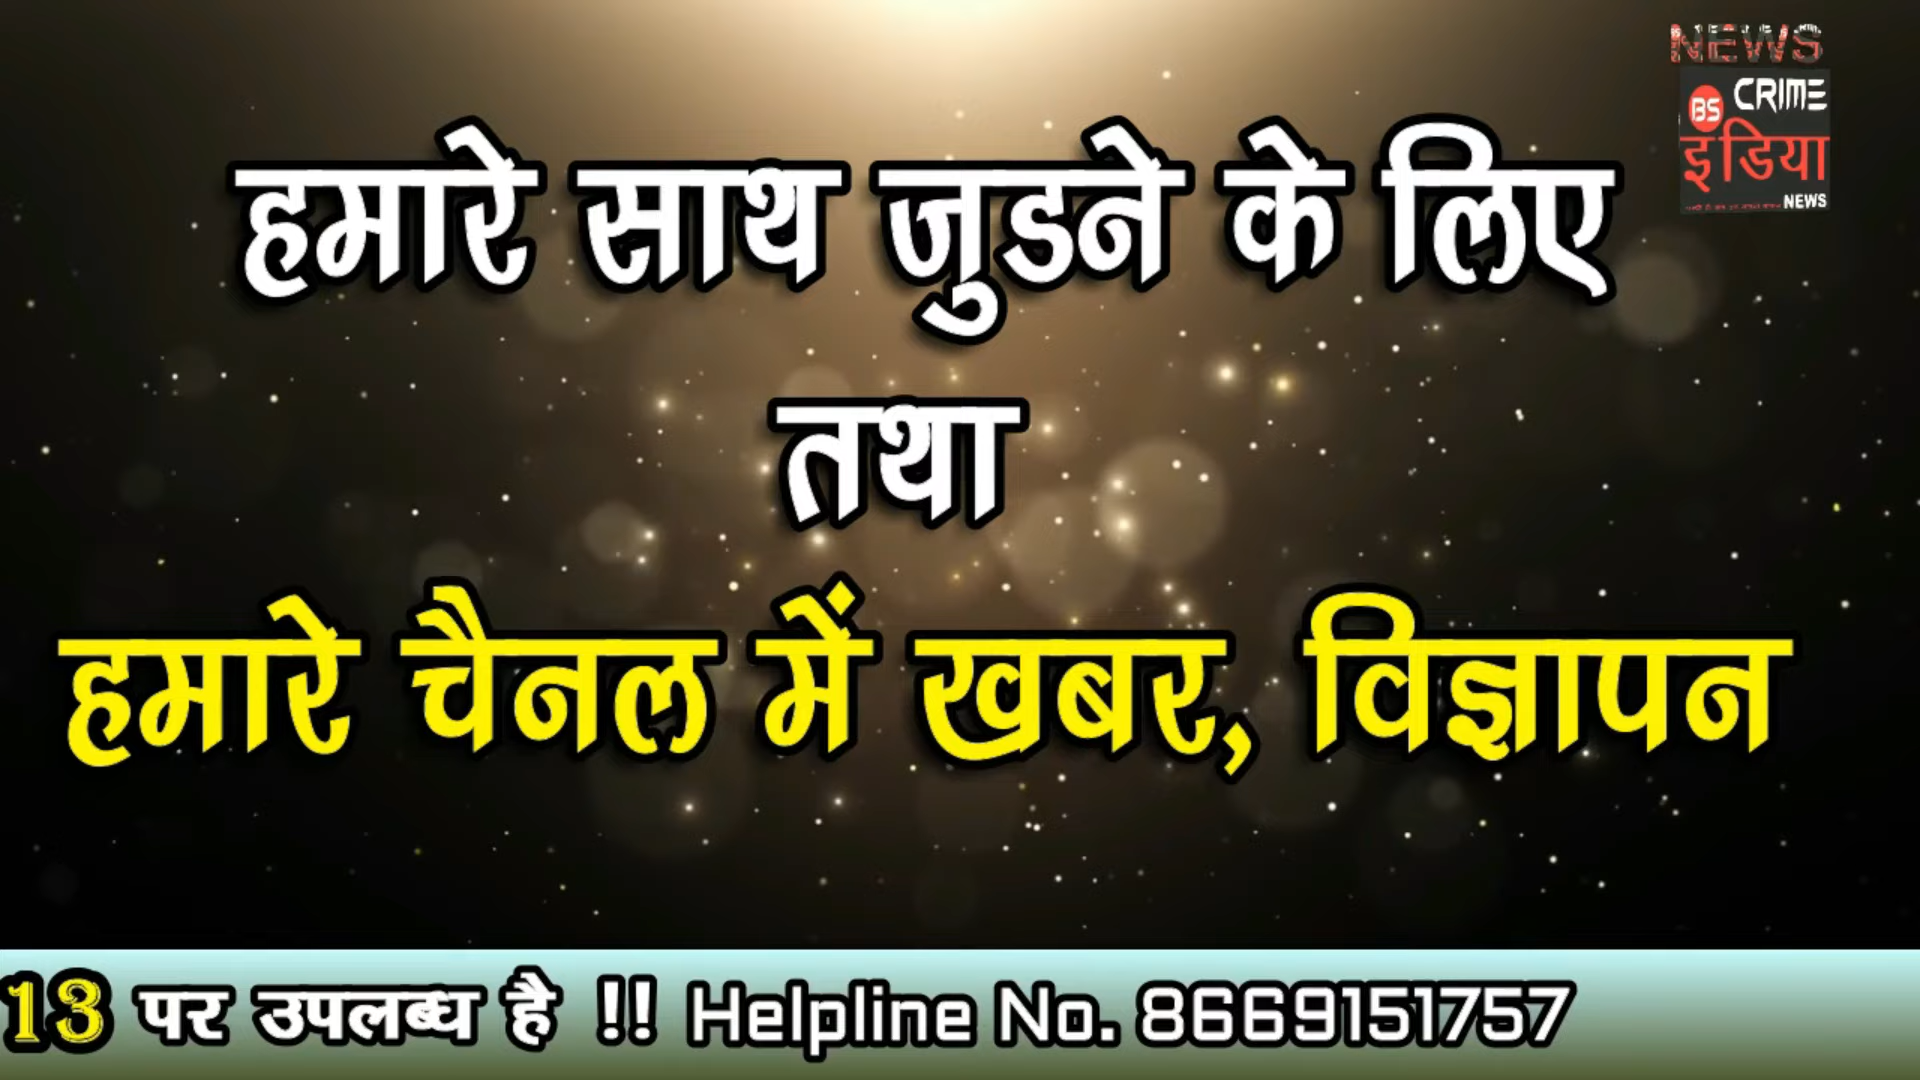 NEWS
BS CRIME
इंडिया
NEWS
हमारे साथ जुडने के लिए
तथा
हमारे चैनल में खबर, विज्ञापन
13 पर उपलब्ध है !! Helpline No. 8669151757